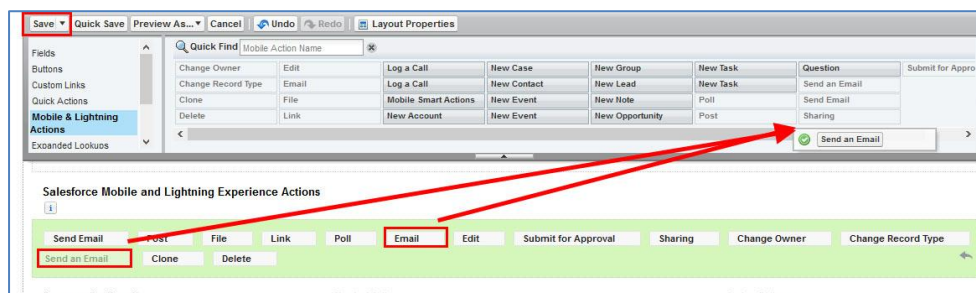 Save Quick Save Preview As... Cancel Undo Redo Layout Properties
Fields
Buttons
Custom Links
Quick Actions
Mobile & Lightning
Actions
Expanded Lookups
Quick Find Mobile Action Name
Change Owner Edit Log a Call New Case New Group New Task Question Submit for Appro
Change Record Type Email Log a Call New Contact New Lead New Task Send an Email
Clone File Mobile Smart Actions New Event New Note Poll Send Email
Delete Link New Account New Event New Opportunity Post Sharing
Send an Email
Salesforce Mobile and Lightning Experience Actions
i
Send Email Post File Link Poll Email Edit Submit for Approval Sharing Change Owner Change Record Type
Send an Email Clone Delete